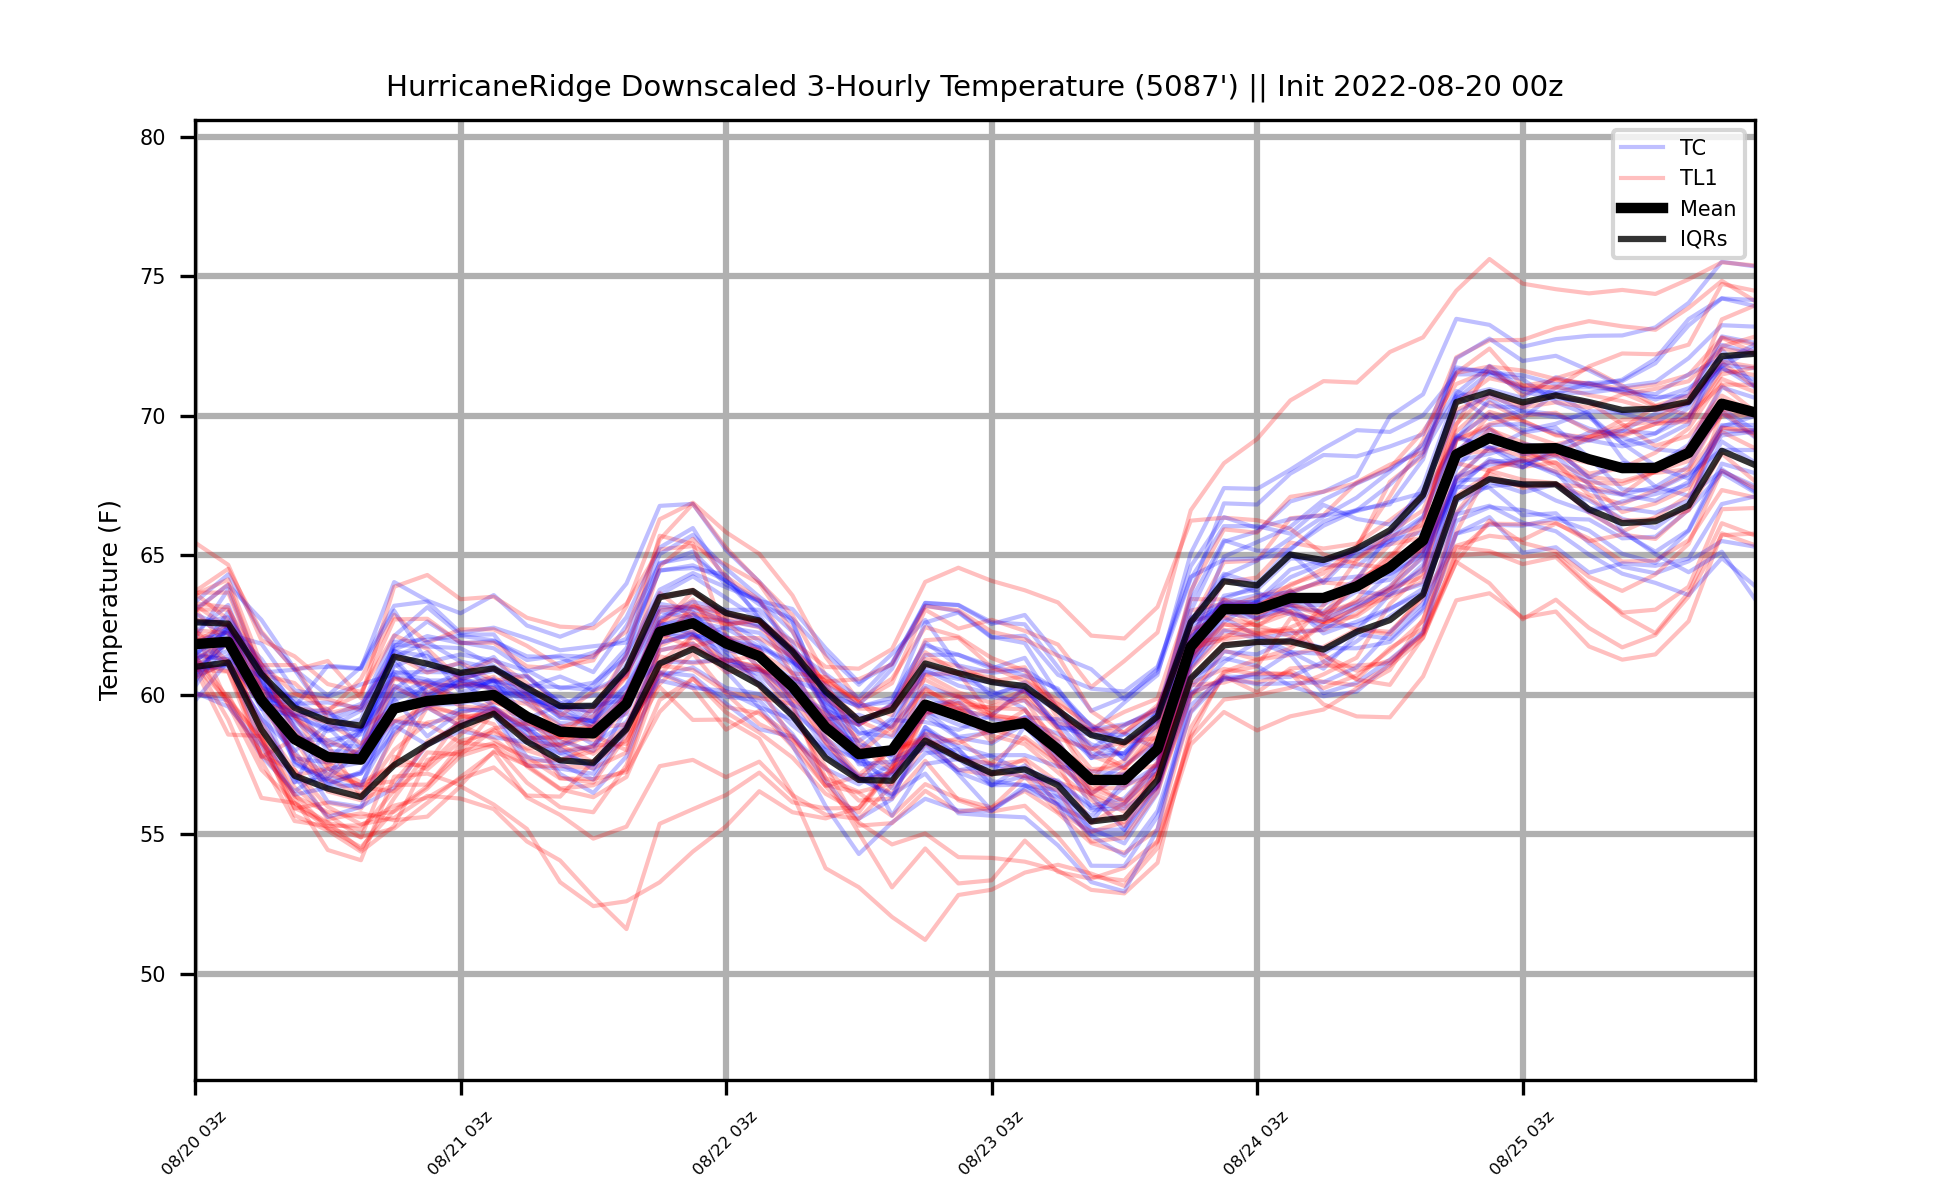 HurricaneRidge Downscaled 3-Hourly Temperature (5087') || Init 2022-08-20 00z
TC
TL1
Mean
IQRs
Temperature (F)
80
75
70
65
60
55
50
08/20 03z
08/21 03z
08/22 03z
08/23 03z
08/24 03z
08/25 03z